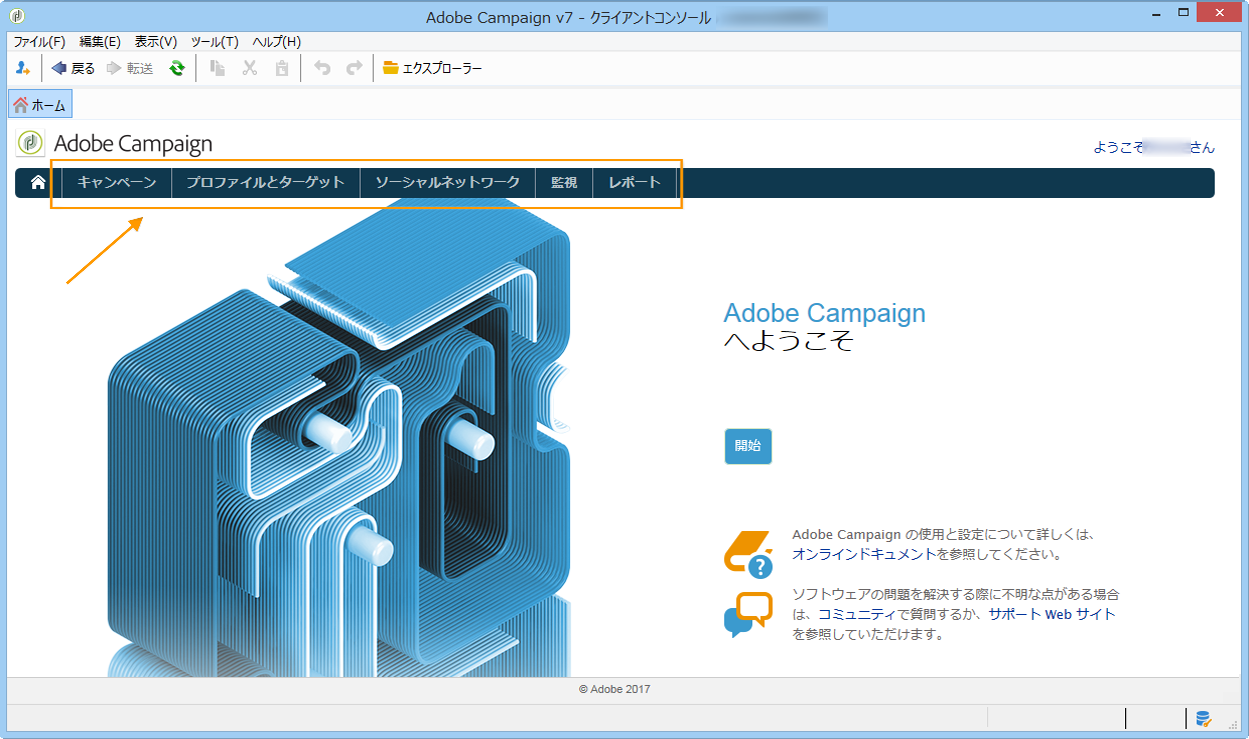 Adobe Campaign v7 - クライアントコンソール
ファイル(F) 編集(E) 表示(V) ツール(T) ヘルプ(H)
戻る 転送 エクスプローラー
ホーム
Adobe Campaign
ようこそ さん
キャンペーン プロファイルとターゲット ソーシャルネットワーク 監視 レポート
Adobe Campaign
へようこそ
開始
Adobe Campaign の使用と設定について詳しくは、
オンラインドキュメントを参照してください。
ソフトウェアの問題を解決する際に不明な点がある場合
は、コミュニティで質問するか、サポート Web サイト
を参照していただけます。
© Adobe 2017